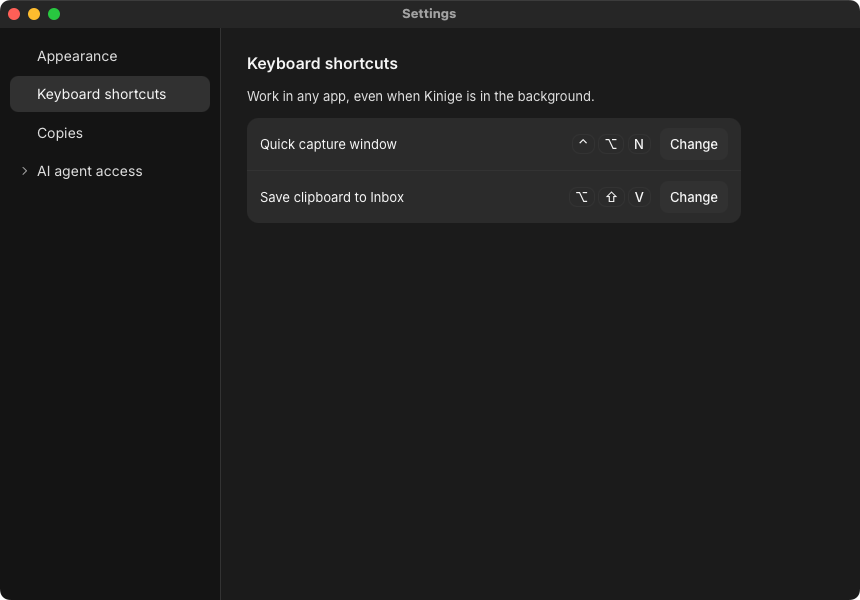 Settings
Appearance
Keyboard shortcuts
Copies
AI agent access
Keyboard shortcuts
Work in any app, even when Kinige is in the background.
Quick capture window ⌃ ⌥ N Change
Save clipboard to Inbox ⌥ ⇧ V Change